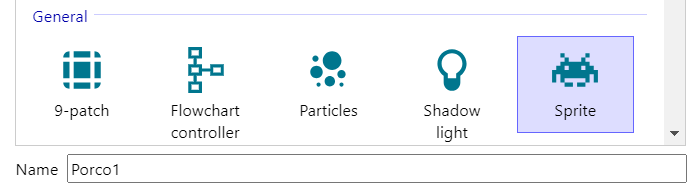 General
9-patch
Flowchart
controller
Particles
Shadow
light
Sprite
Name Porco1